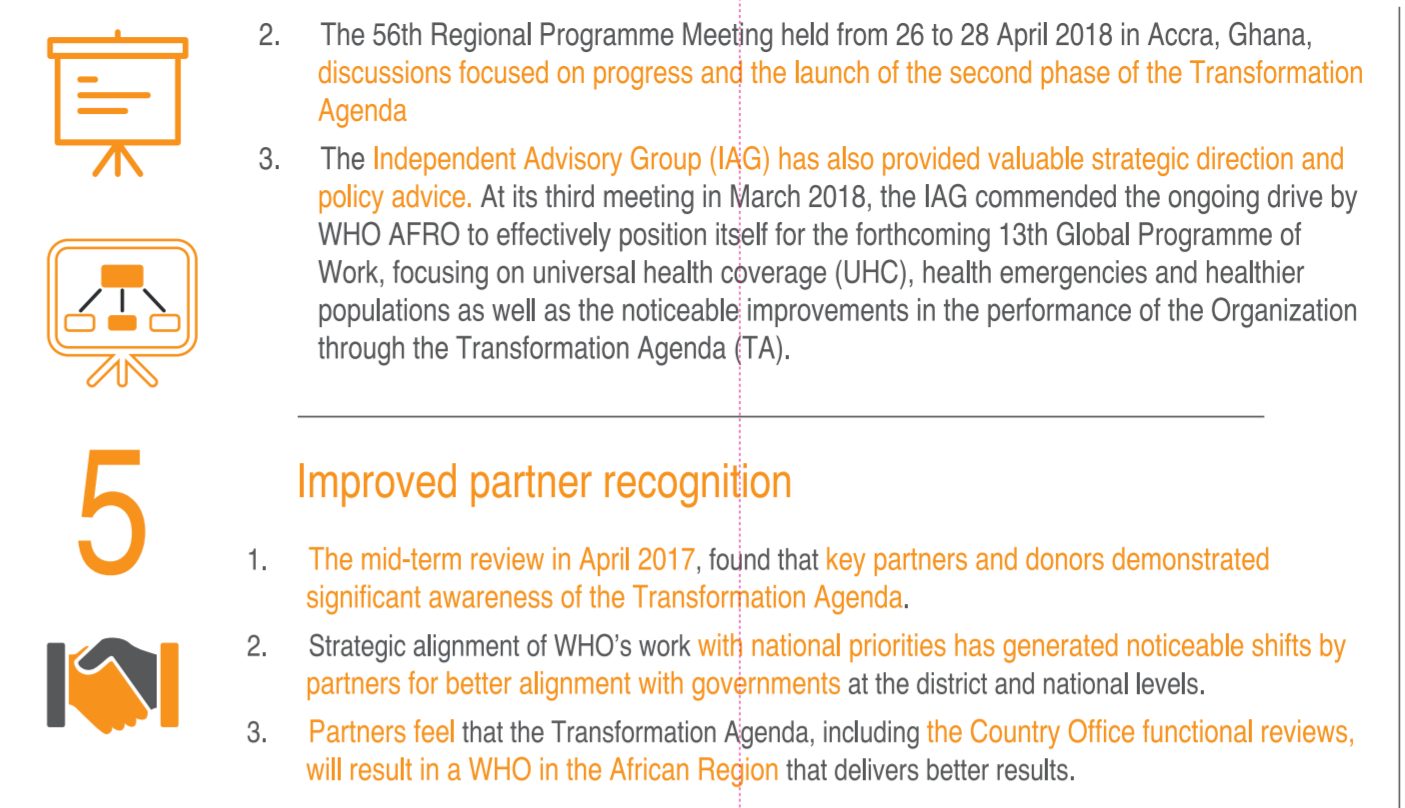 2. The 56th Regional Programme Meeting held from 26 to 28 April 2018 in Accra, Ghana,
discussions focused on progress and the launch of the second phase of the Transformation
Agenda
3. The Independent Advisory Group (IAG) has also provided valuable strategic direction and
policy advice. At its third meeting in March 2018, the IAG commended the ongoing drive by
WHO AFRO to effectively position itself for the forthcoming 13th Global Programme of
Work, focusing on universal health coverage (UHC), health emergencies and healthier
populations as well as the noticeable improvements in the performance of the Organization
through the Transformation Agenda (TA).
5 Improved partner recognition
1. The mid-term review in April 2017, found that key partners and donors demonstrated
significant awareness of the Transformation Agenda.
2. Strategic alignment of WHO's work with national priorities has generated noticeable shifts by
partners for better alignment with governments at the district and national levels.
3. Partners feel that the Transformation Agenda, including the Country Office functional reviews,
will result in a WHO in the African Region that delivers better results.